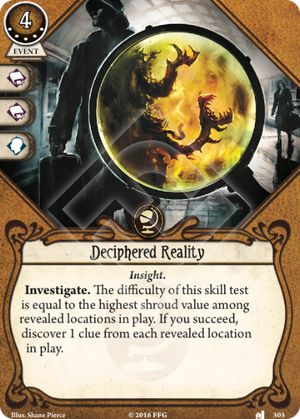 4
EVENT
Deciphered Reality
Insight.
Investigate. The difficulty of this skill test
is equal to the highest shroud value among
revealed locations in play. If you succeed,
discover 1 clue from each revealed location
in play.
Illus. Shane Pierce
© 2016 FFG
303